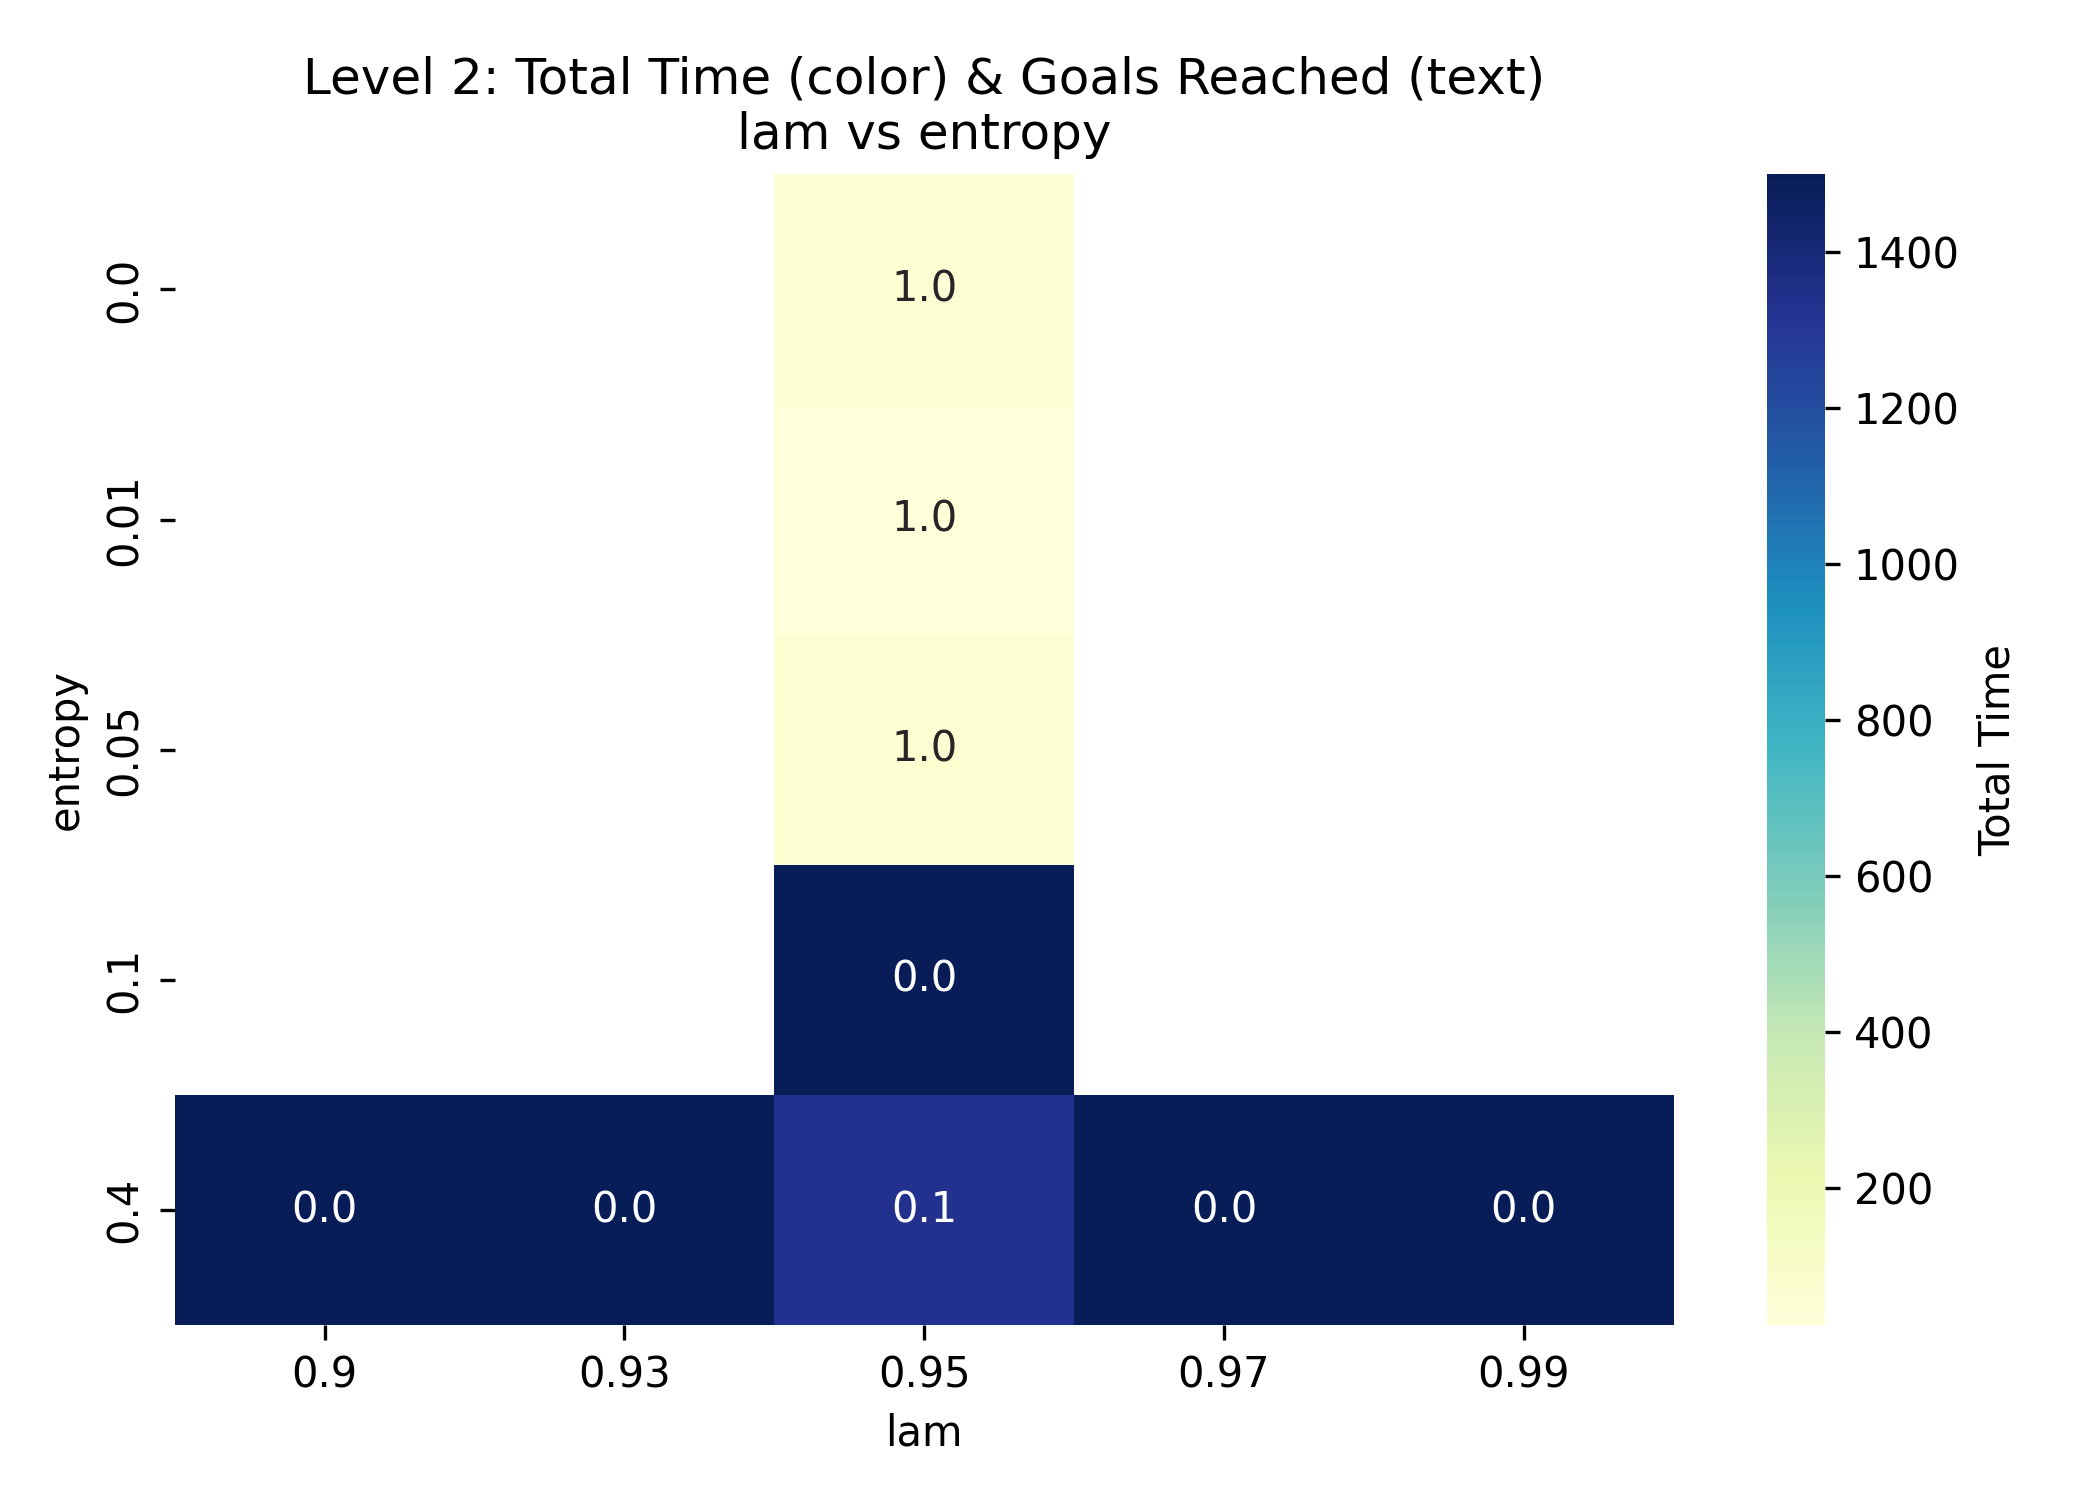 Level 2: Total Time (color) & Goals Reached (text)
lam vs entropy
entropy
0.0
0.01
0.05
0.1
0.4
1.0
1.0
1.0
0.0
0.0 0.0 0.1 0.0 0.0
0.9 0.93 0.95 0.97 0.99
lam
1400
1200
1000
800
600
400
200
Total Time